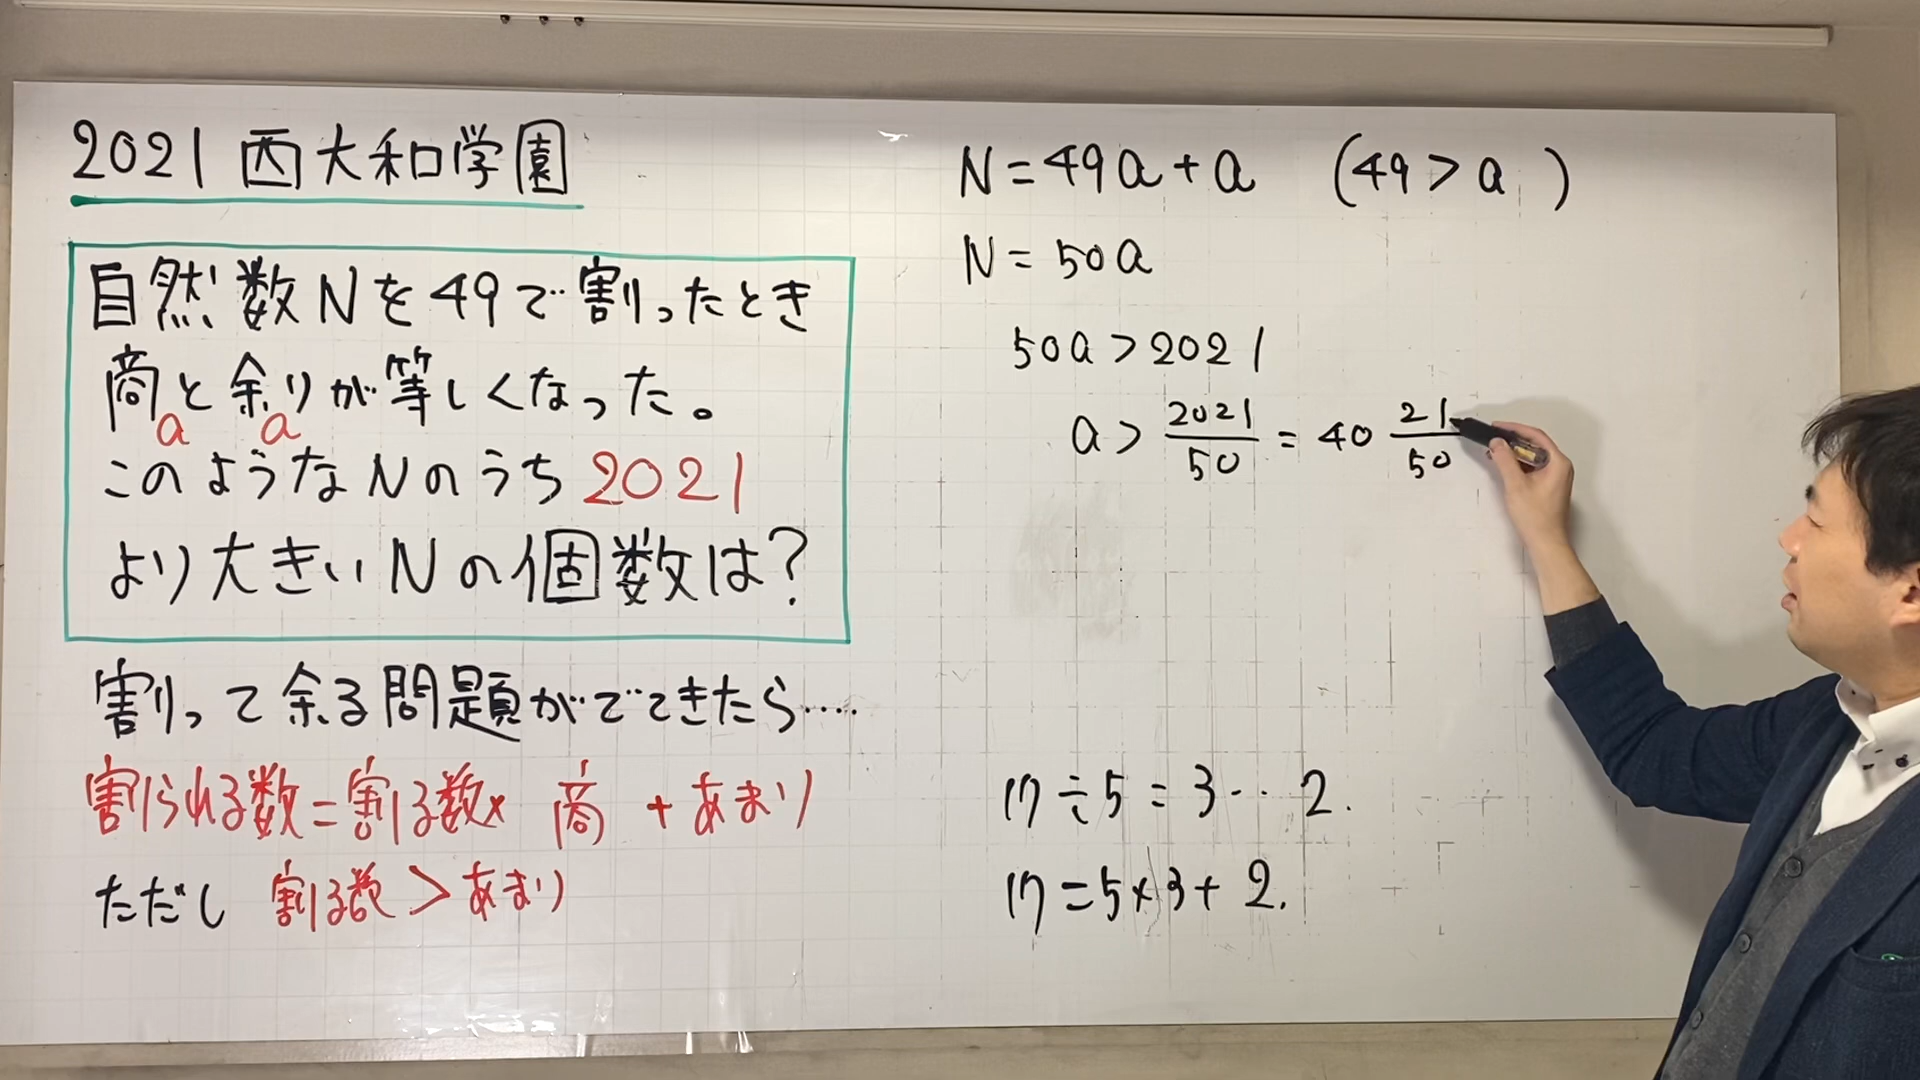 2021 西大和学園
自然数Nを49で割ったとき
商と余りが等しくなった。
a a
このようなNのうち2021
より大きいNの個数は?
割って余る問題がでてきたら……
割られる数=割る数× 商 + あまり
ただし 割る数 > あまり
N = 49a + a (49 > a )
N = 50a
50a > 2021
a > 2021/50 = 40 21/50
17 ÷ 5 = 3 … 2.
17 = 5 × 3 + 2.